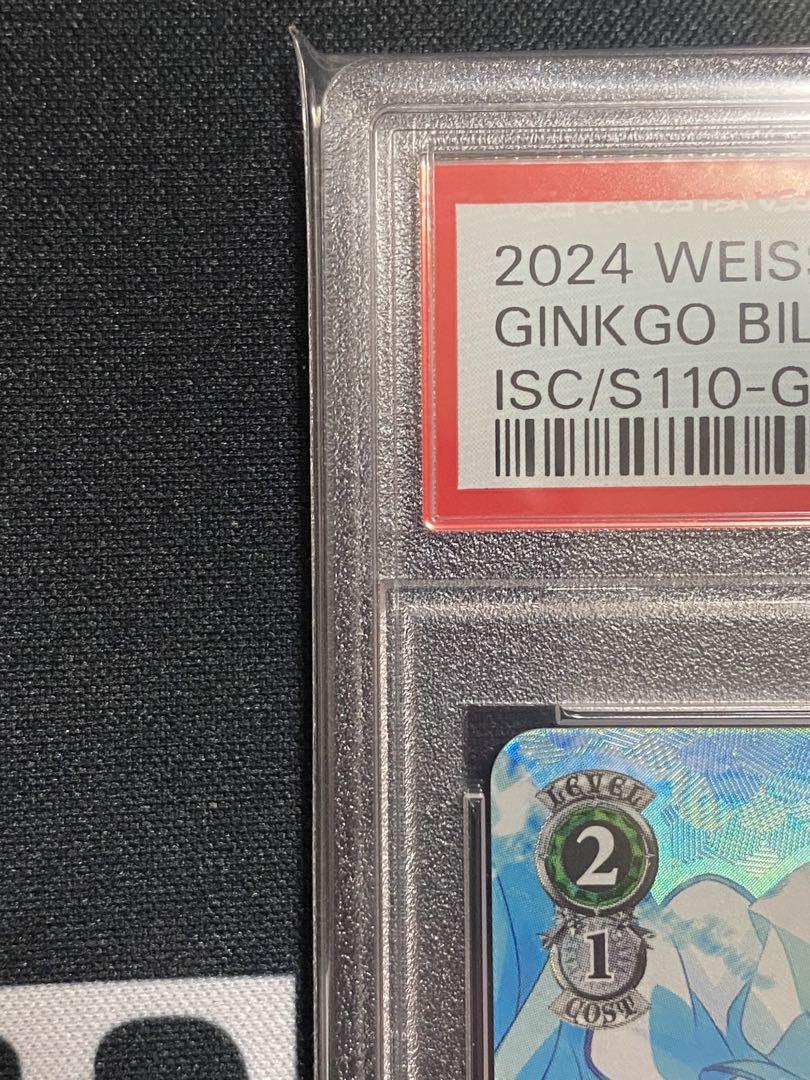 2024 WEISS
GINKGO BIL
ISC/S110-G
LEVEL
2
1
COST